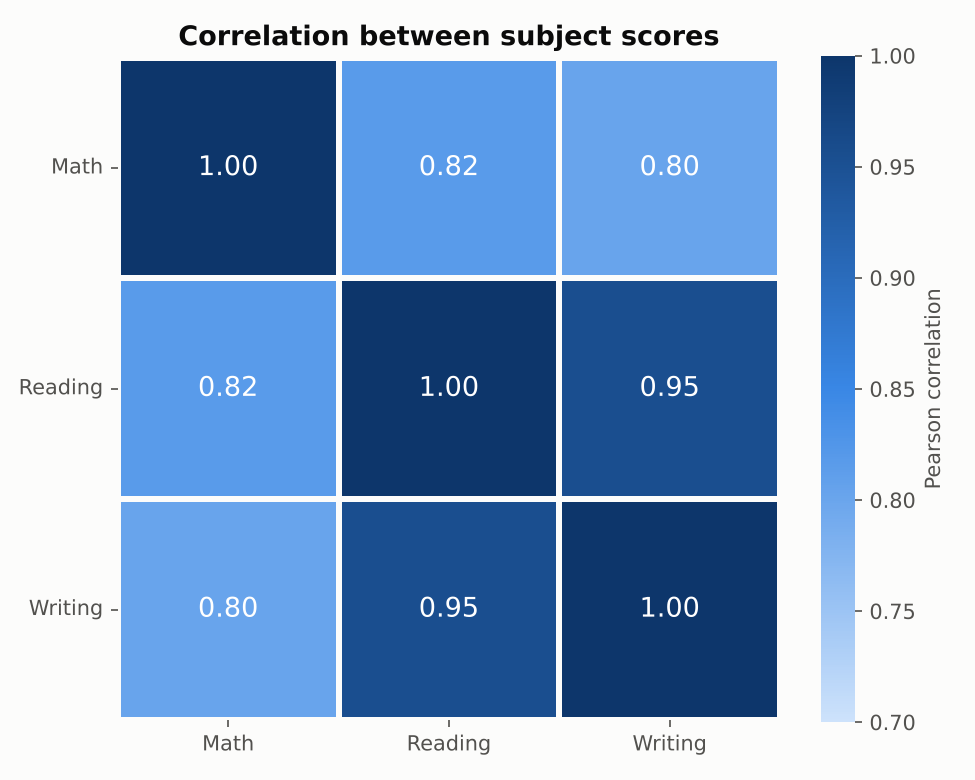 Correlation between subject scores
Math 1.00 0.82 0.80
Reading 0.82 1.00 0.95
Writing 0.80 0.95 1.00
Math Reading Writing
1.00
0.95
0.90
0.85
0.80
0.75
0.70
Pearson correlation